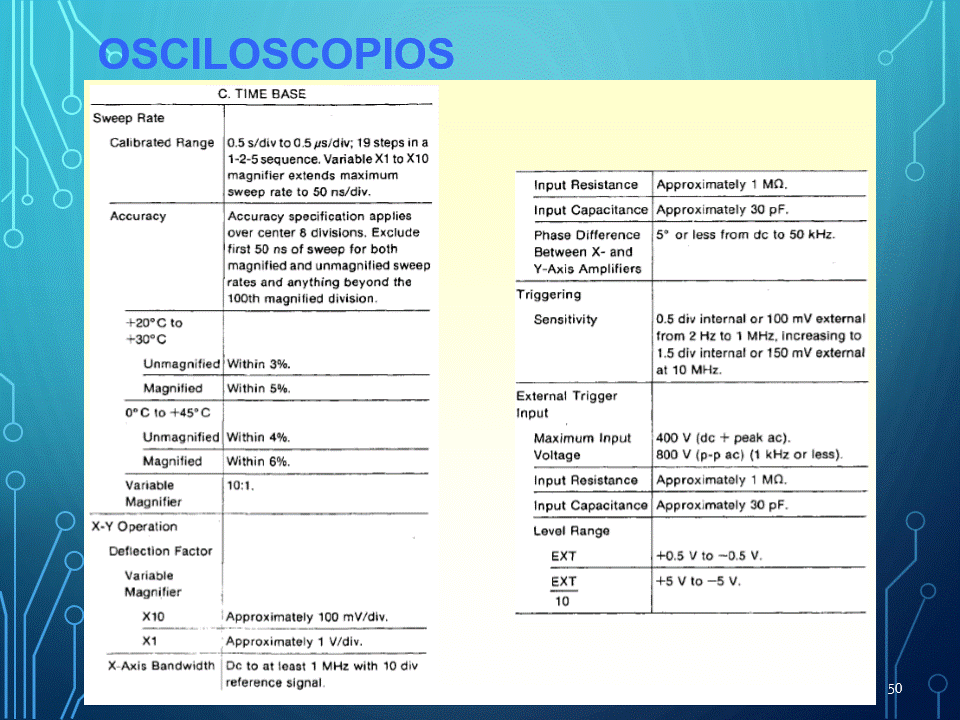 OSCILOSCOPIOS
C. TIME BASE
Sweep Rate
Calibrated Range 0.5 s/div to 0.5 µs/div; 19 steps in a
1-2-5 sequence. Variable X1 to X10
magnifier extends maximum
sweep rate to 50 ns/div.
Accuracy Accuracy specification applies
over center 8 divisions. Exclude
first 50 ns of sweep for both
magnified and unmagnified sweep
rates and anything beyond the
100th magnified division.
+20°C to
+30°C
Unmagnified Within 3%.
Magnified Within 5%.
0°C to +45°C
Unmagnified Within 4%.
Magnified Within 6%.
Variable 10:1.
Magnifier
X-Y Operation
Deflection Factor
Variable
Magnifier
X10 Approximately 100 mV/div.
X1 Approximately 1 V/div.
X-Axis Bandwidth Dc to at least 1 MHz with 10 div
reference signal.
Input Resistance Approximately 1 MΩ.
Input Capacitance Approximately 30 pF.
Phase Difference 5° or less from dc to 50 kHz.
Between X- and
Y-Axis Amplifiers
Triggering
Sensitivity 0.5 div internal or 100 mV external
from 2 Hz to 1 MHz, increasing to
1.5 div internal or 150 mV external
at 10 MHz.
External Trigger
Input
Maximum Input 400 V (dc + peak ac).
Voltage 800 V (p-p ac) (1 kHz or less).
Input Resistance Approximately 1 MΩ.
Input Capacitance Approximately 30 pF.
Level Range
EXT +0.5 V to −0.5 V.
EXT +5 V to −5 V.
10
50